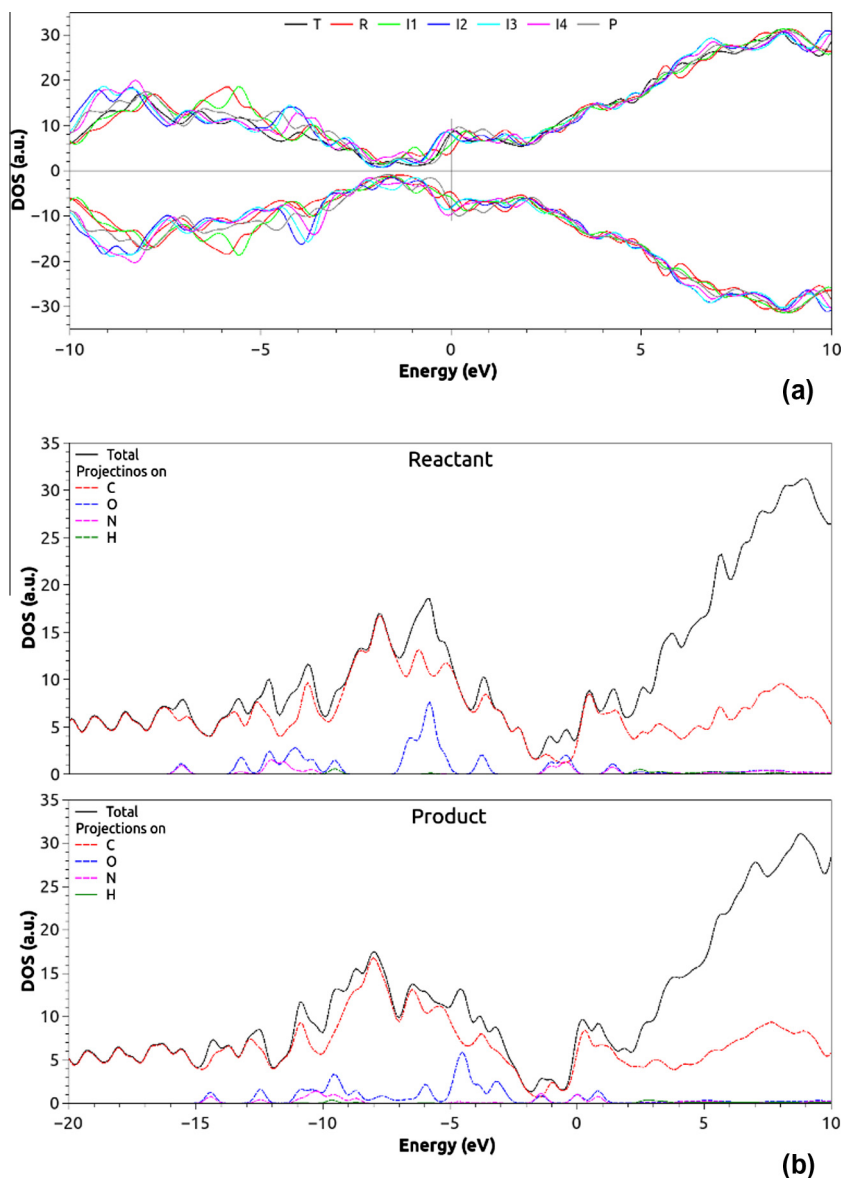 T R I1 I2 I3 I4 P
30
20
10
0
−10
−20
−30
DOS (a.u.)
−10 −5 0 5 10
Energy (eV)
(a)
Reactant
Total
Projectinos on
C
O
N
H
35
30
25
20
15
10
5
0
DOS (a.u.)
Product
Total
Projections on
C
O
N
H
35
30
25
20
15
10
5
0
DOS (a.u.)
−20 −15 −10 −5 0 5 10
Energy (eV)
(b)